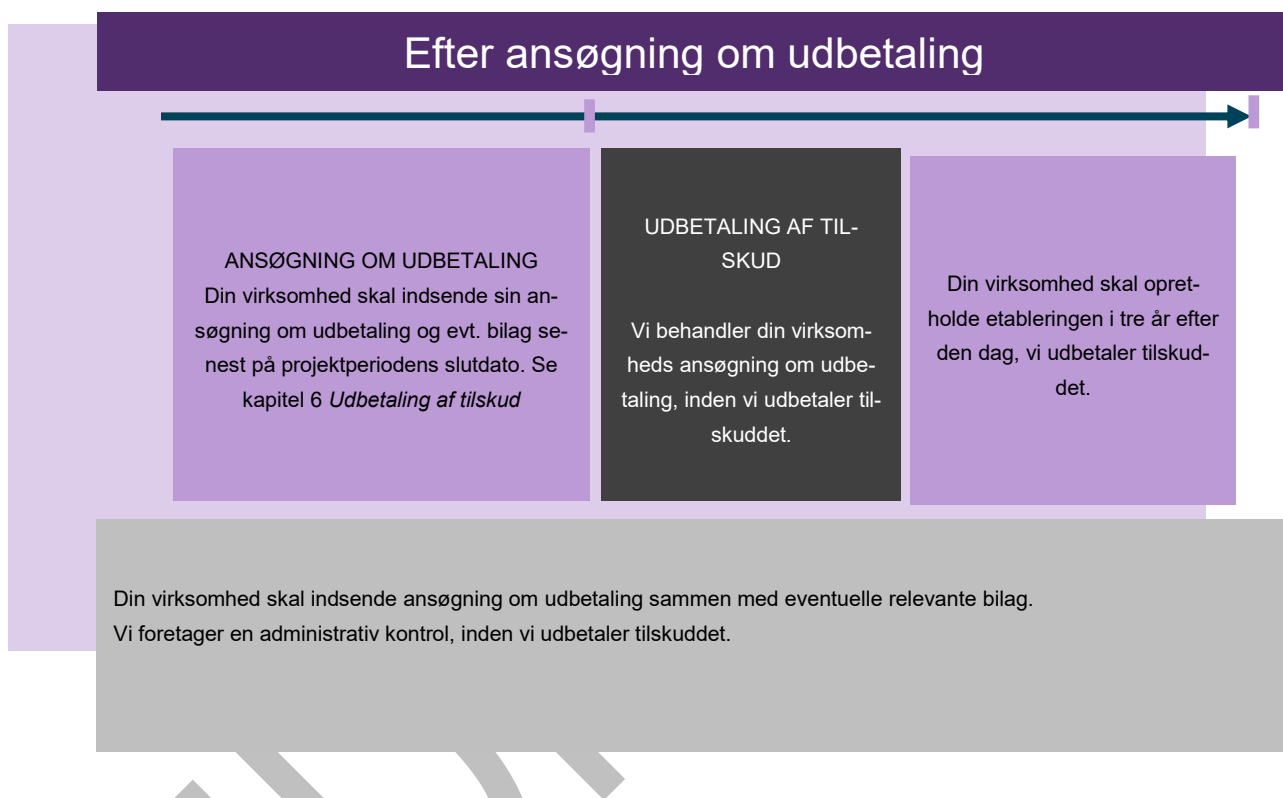 Efter ansøgning om udbetaling
ANSØGNING OM UDBETALING
Din virksomhed skal indsende sin an-
søgning om udbetaling og evt. bilag se-
nest på projektperiodens slutdato. Se
kapitel 6 Udbetaling af tilskud
UDBETALING AF TIL-
SKUD
Vi behandler din virksom-
heds ansøgning om udbe-
taling, inden vi udbetaler til-
skuddet.
Din virksomhed skal opret-
holde etableringen i tre år efter
den dag, vi udbetaler tilskud-
det.
Din virksomhed skal indsende ansøgning om udbetaling sammen med eventuelle relevante bilag.
Vi foretager en administrativ kontrol, inden vi udbetaler tilskuddet.